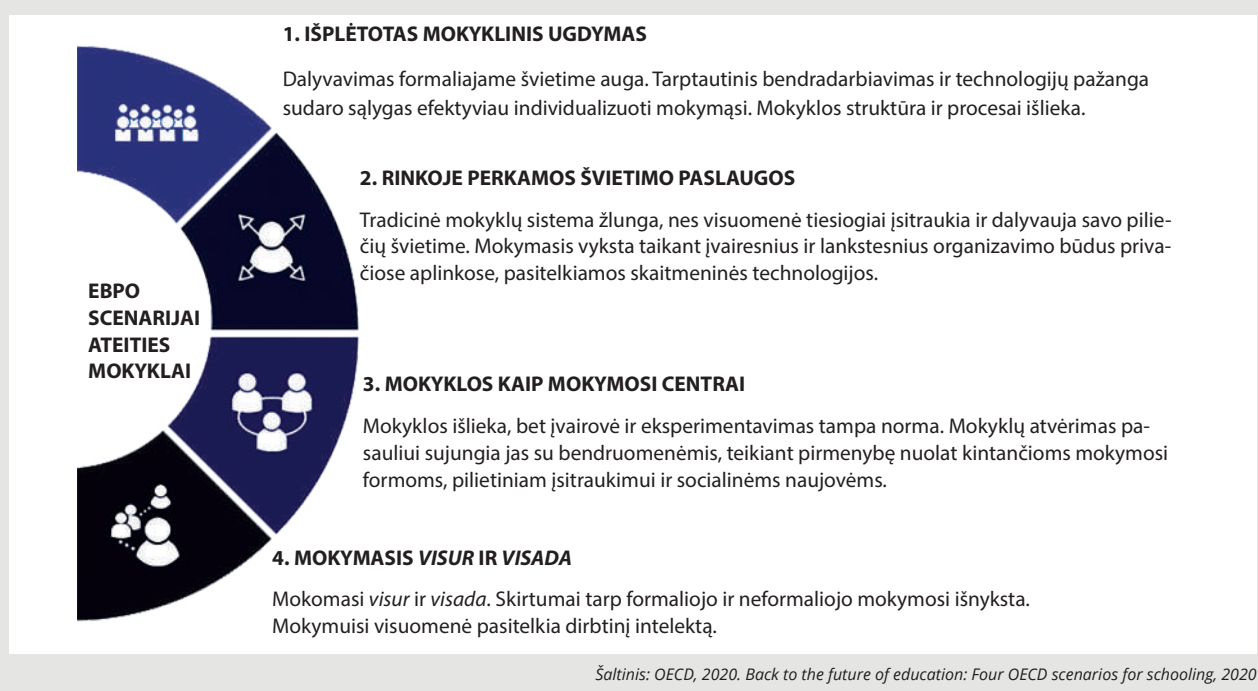 1. IŠPLĖTOTAS MOKYKLINIS UGDYMAS
Dalyvavimas formaliajame švietime auga. Tarptautinis bendradarbiavimas ir technologijų pažanga
sudaro sąlygas efektyviau individualizuoti mokymąsi. Mokyklos struktūra ir procesai išlieka.
2. RINKOJE PERKAMOS ŠVIETIMO PASLAUGOS
Tradicinė mokyklų sistema žlunga, nes visuomenė tiesiogiai įsitraukia ir dalyvauja savo pilie-
čių švietime. Mokymasis vyksta taikant įvairesnius ir lankstesnius organizavimo būdus priva-
čiose aplinkose, pasitelkiamos skaitmeninės technologijos.
EBPO
SCENARIJAI
ATEITIES
MOKYKLAI
3. MOKYKLOS KAIP MOKYMOSI CENTRAI
Mokyklos išlieka, bet įvairovė ir eksperimentavimas tampa norma. Mokyklų atvėrimas pa-
sauliui sujungia jas su bendruomenėmis, teikiant pirmenybę nuolat kintančioms mokymosi
formoms, pilietiniam įsitraukimui ir socialinėms naujovėms.
4. MOKYMASIS VISUR IR VISADA
Mokomasi visur ir visada. Skirtumai tarp formaliojo ir neformaliojo mokymosi išnyksta.
Mokymuisi visuomenė pasitelkia dirbtinį intelektą.
Šaltinis: OECD, 2020. Back to the future of education: Four OECD scenarios for schooling, 2020